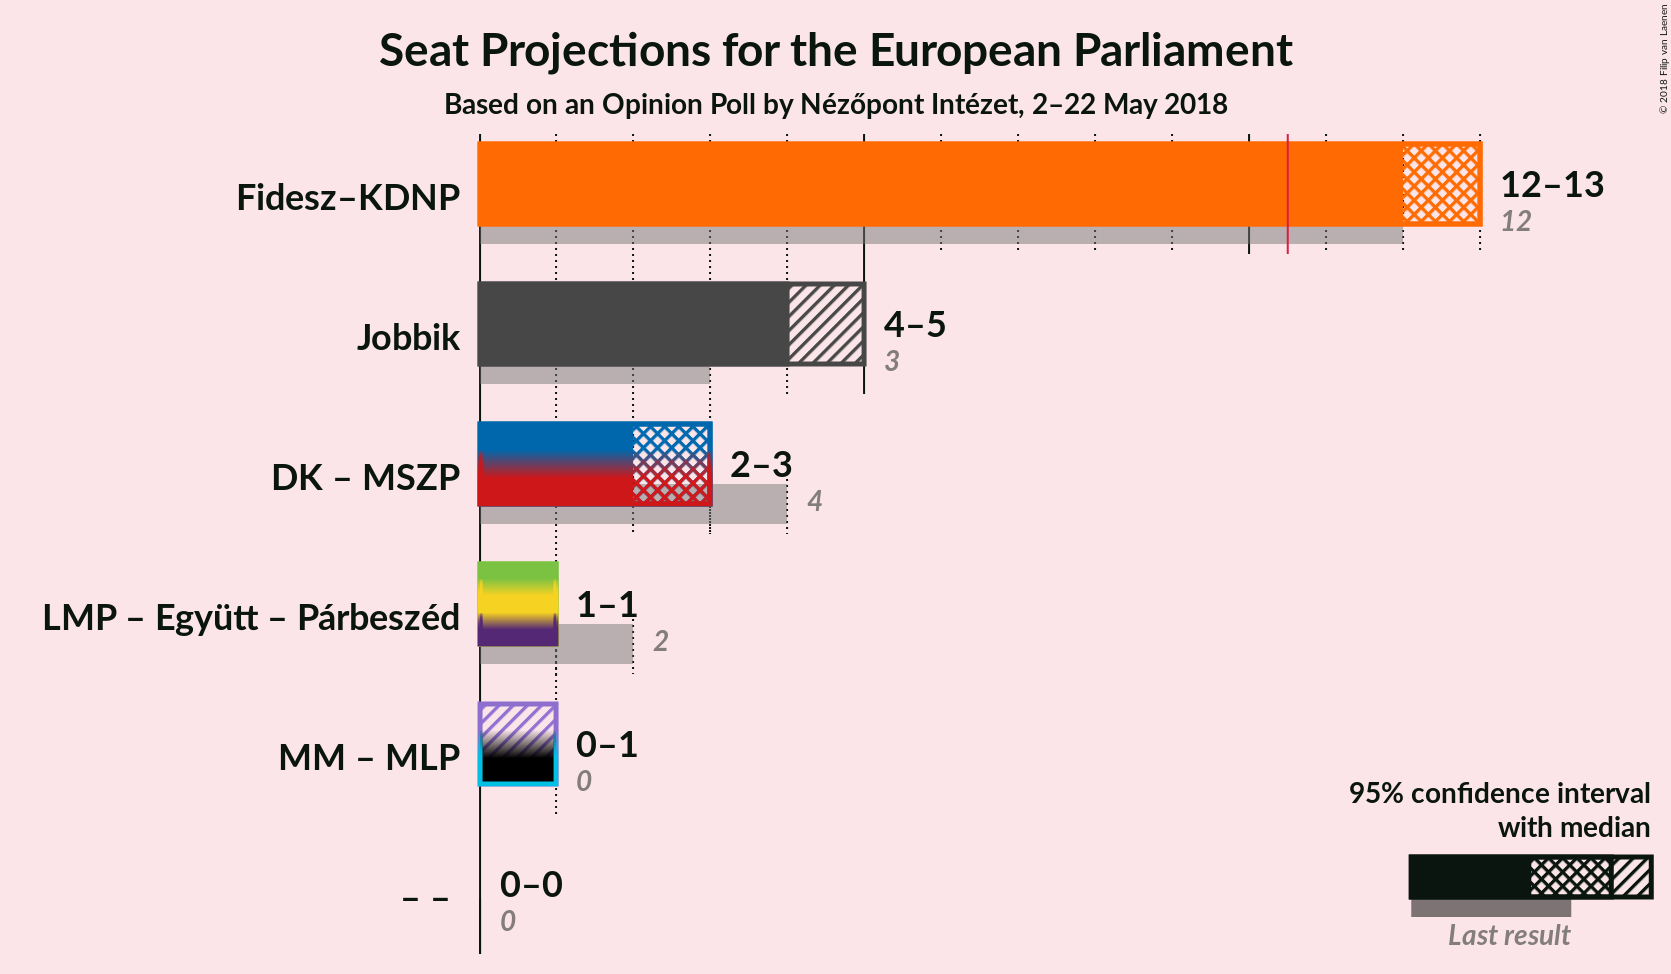 Seat Projections for the European Parliament
Based on an Opinion Poll by Nézőpont Intézet, 2–22 May 2018
© 2018 Filip van Laenen
Fidesz–KDNP
12–13
12
Jobbik
4–5
3
DK – MSZP
2–3
4
LMP – Együtt – Párbeszéd
1–1
2
MM – MLP
0–1
0
– –
0–0
0
95% confidence interval
with median
Last result